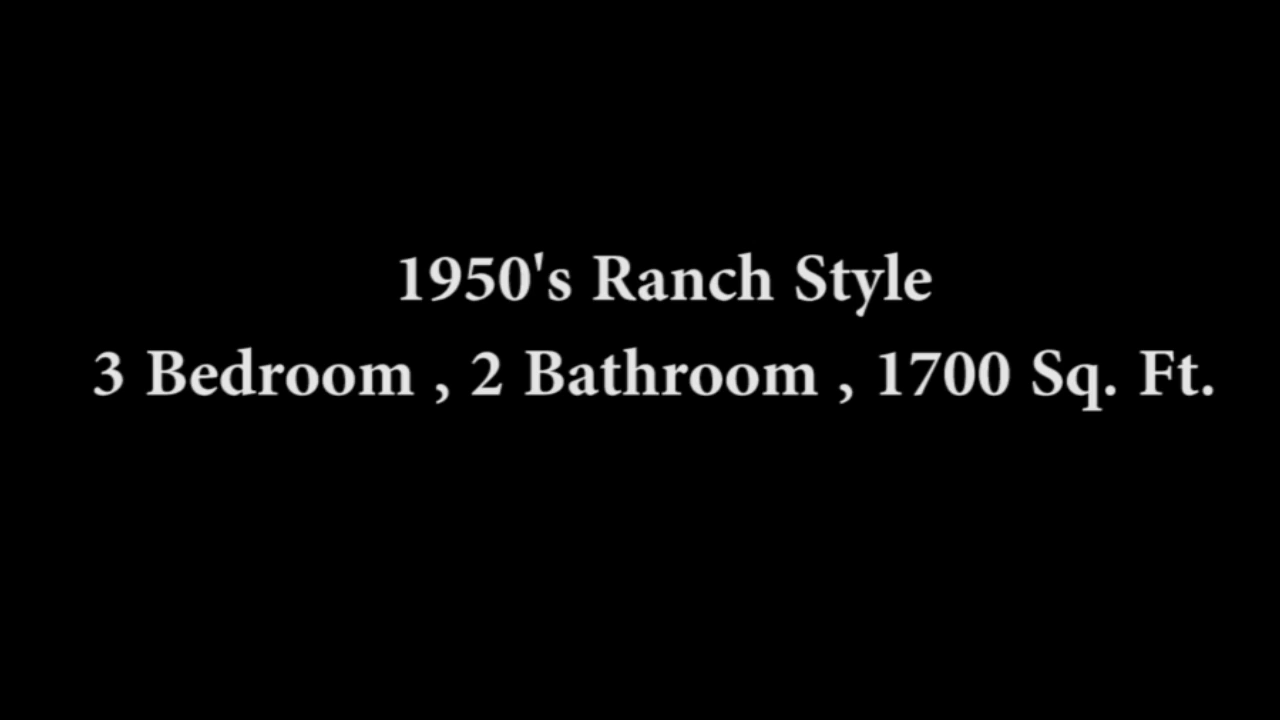 1950's Ranch Style
3 Bedroom , 2 Bathroom , 1700 Sq. Ft.